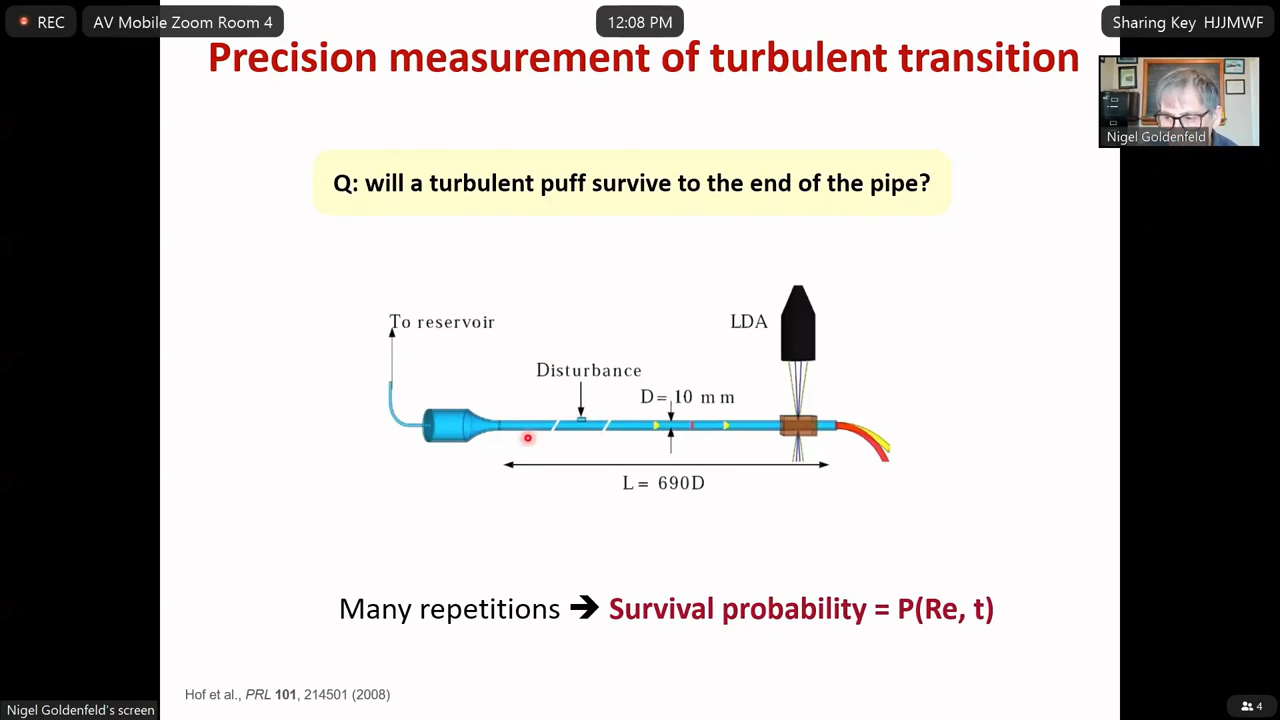 REC
AV Mobile Zoom Room 4
12:08 PM
Sharing Key HJJMWF
Precision measurement of turbulent transition
Nigel Goldenfeld
Q: will a turbulent puff survive to the end of the pipe?
To reservoir
LDA
Disturbance
D= 10 mm
L = 690D
Many repetitions ➔ Survival probability = P(Re, t)
Hof et al., PRL 101, 214501 (2008)
Nigel Goldenfeld's screen
4